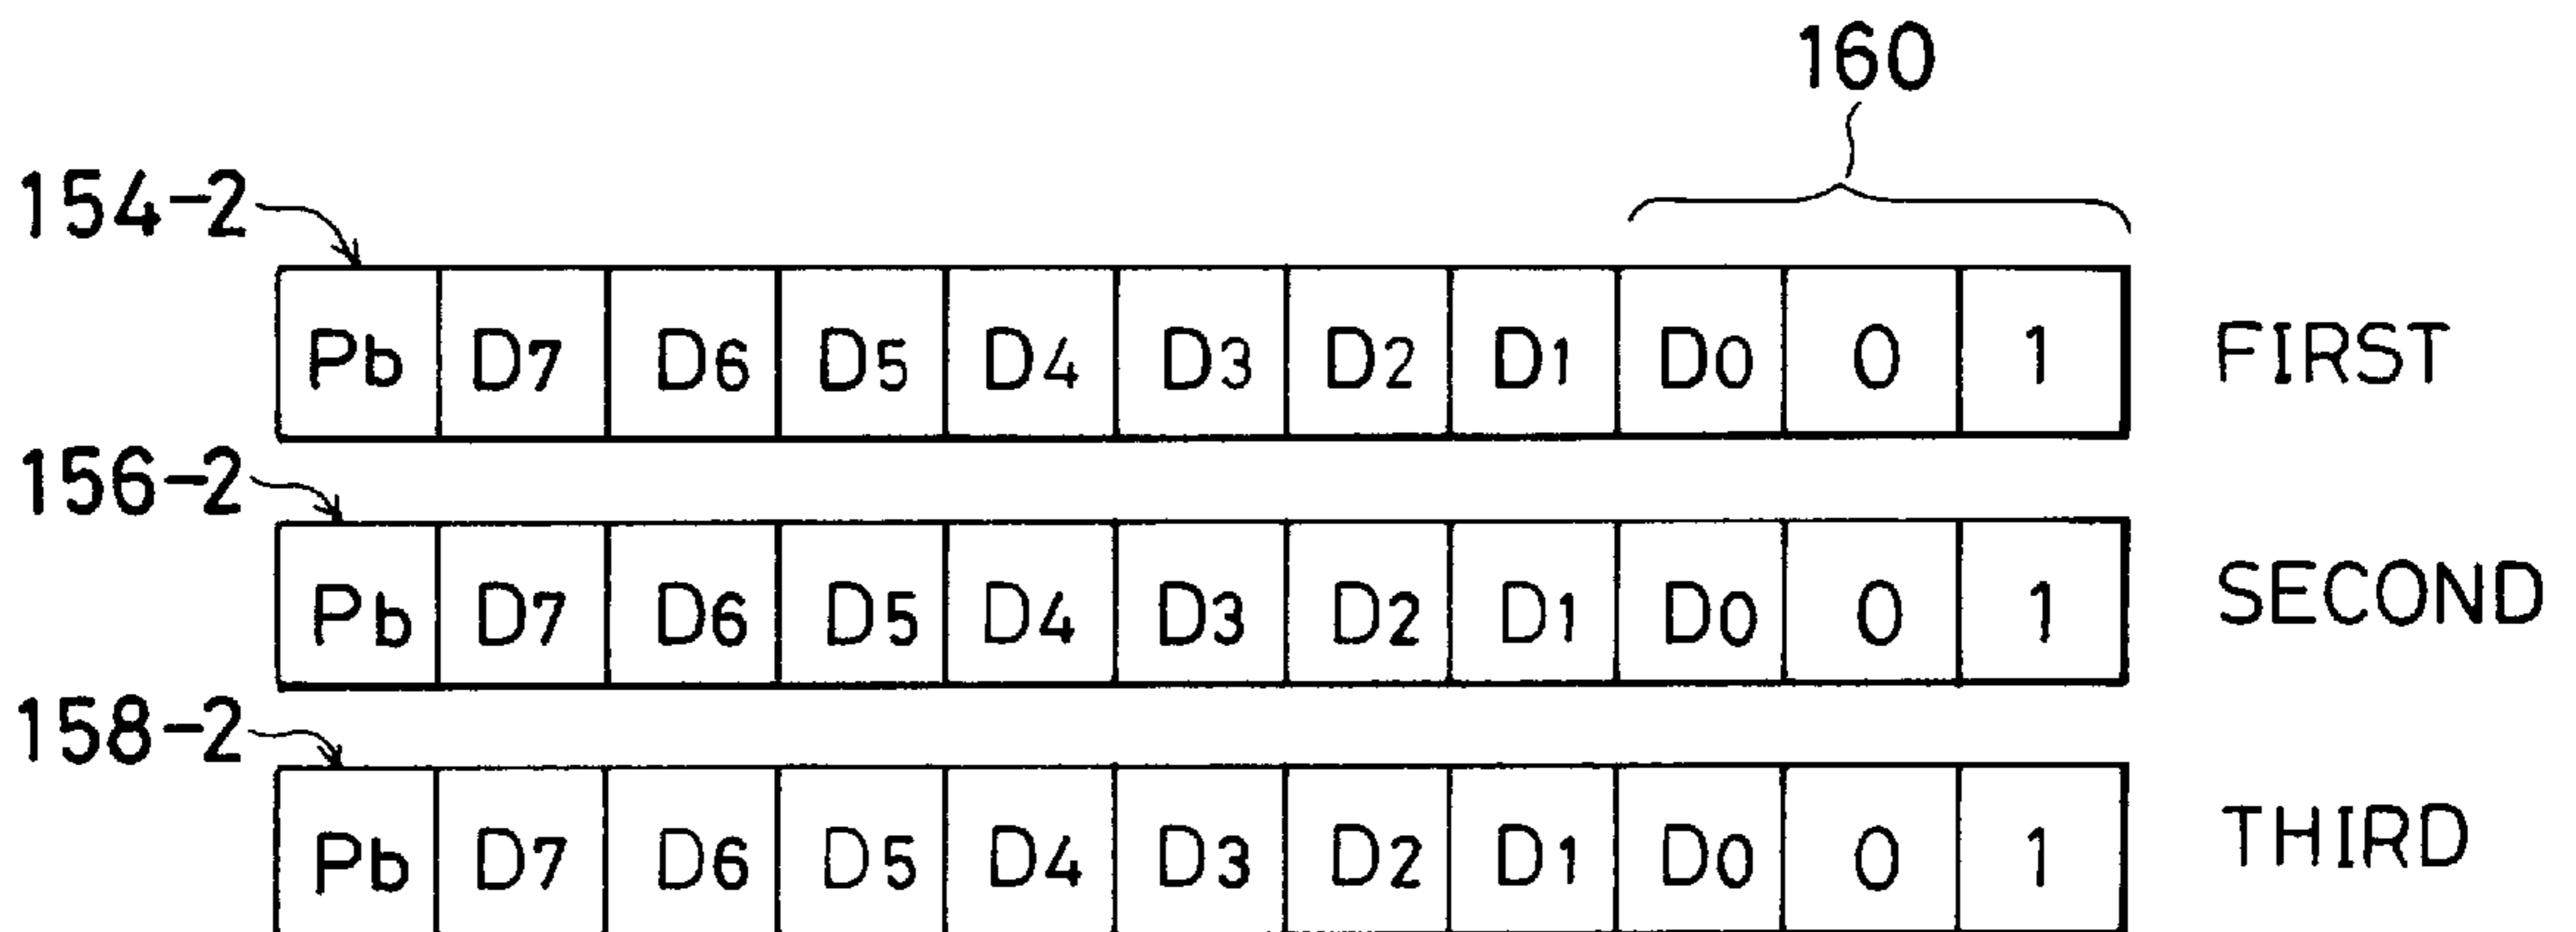 160
154-2
Pb D7 D6 D5 D4 D3 D2 D1 D0 0 1 FIRST
156-2
Pb D7 D6 D5 D4 D3 D2 D1 D0 0 1 SECOND
158-2
Pb D7 D6 D5 D4 D3 D2 D1 D0 0 1 THIRD